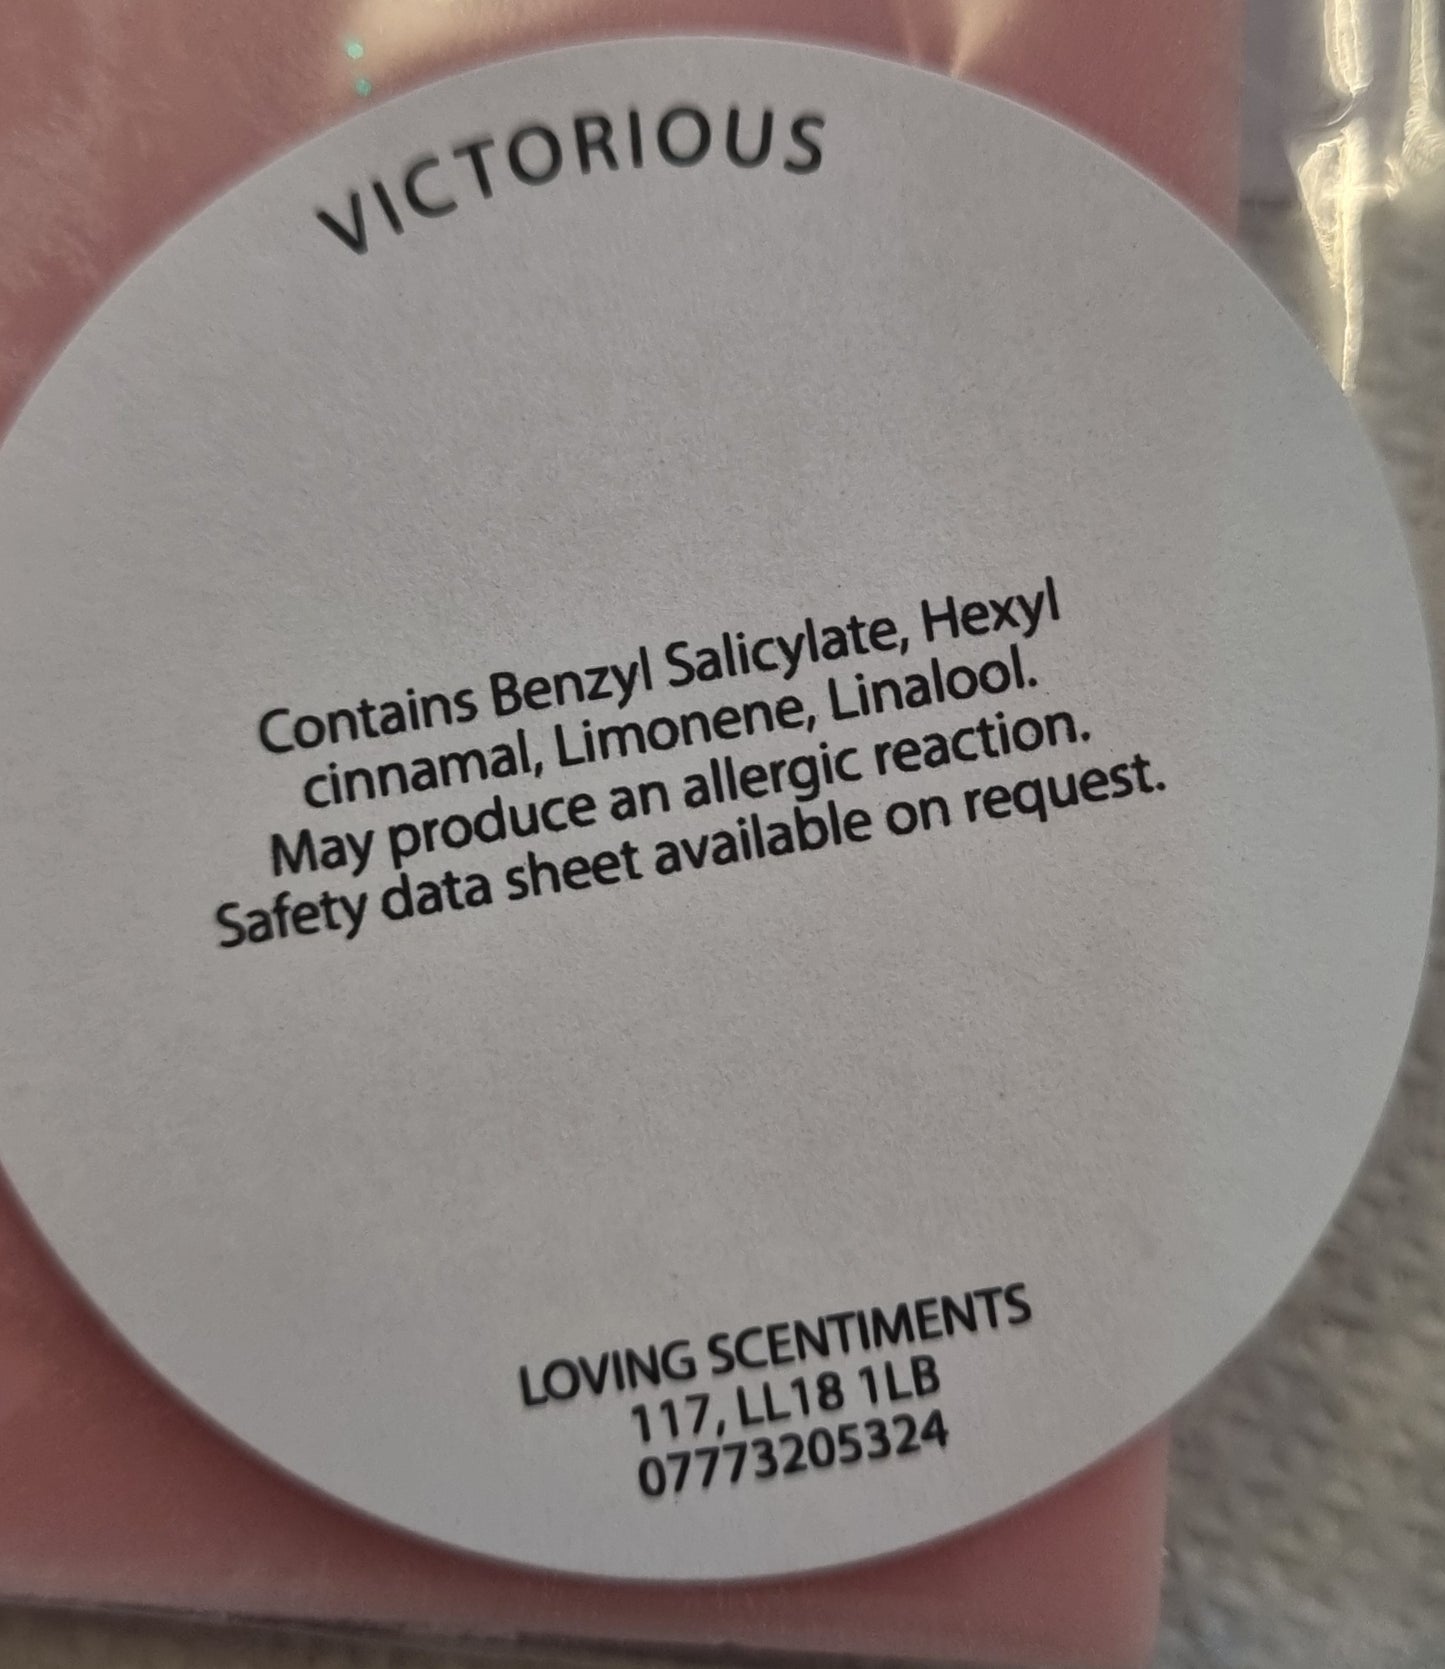 VICTORIOUS
Contains Benzyl Salicylate, Hexyl
cinnamal, Limonene, Linalool.
May produce an allergic reaction.
Safety data sheet available on request.
LOVING SCENTIMENTS
117, LL18 1LB
07773205324